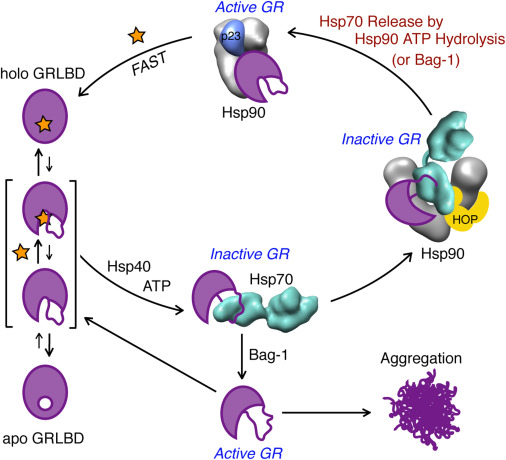 Active GR
p23
Hsp90
Hsp70 Release by
Hsp90 ATP Hydrolysis
(or Bag-1)
FAST
holo GRLBD
Inactive GR
HOP
Hsp90
Hsp40
ATP
Inactive GR
Hsp70
Bag-1
Aggregation
apo GRLBD
Active GR